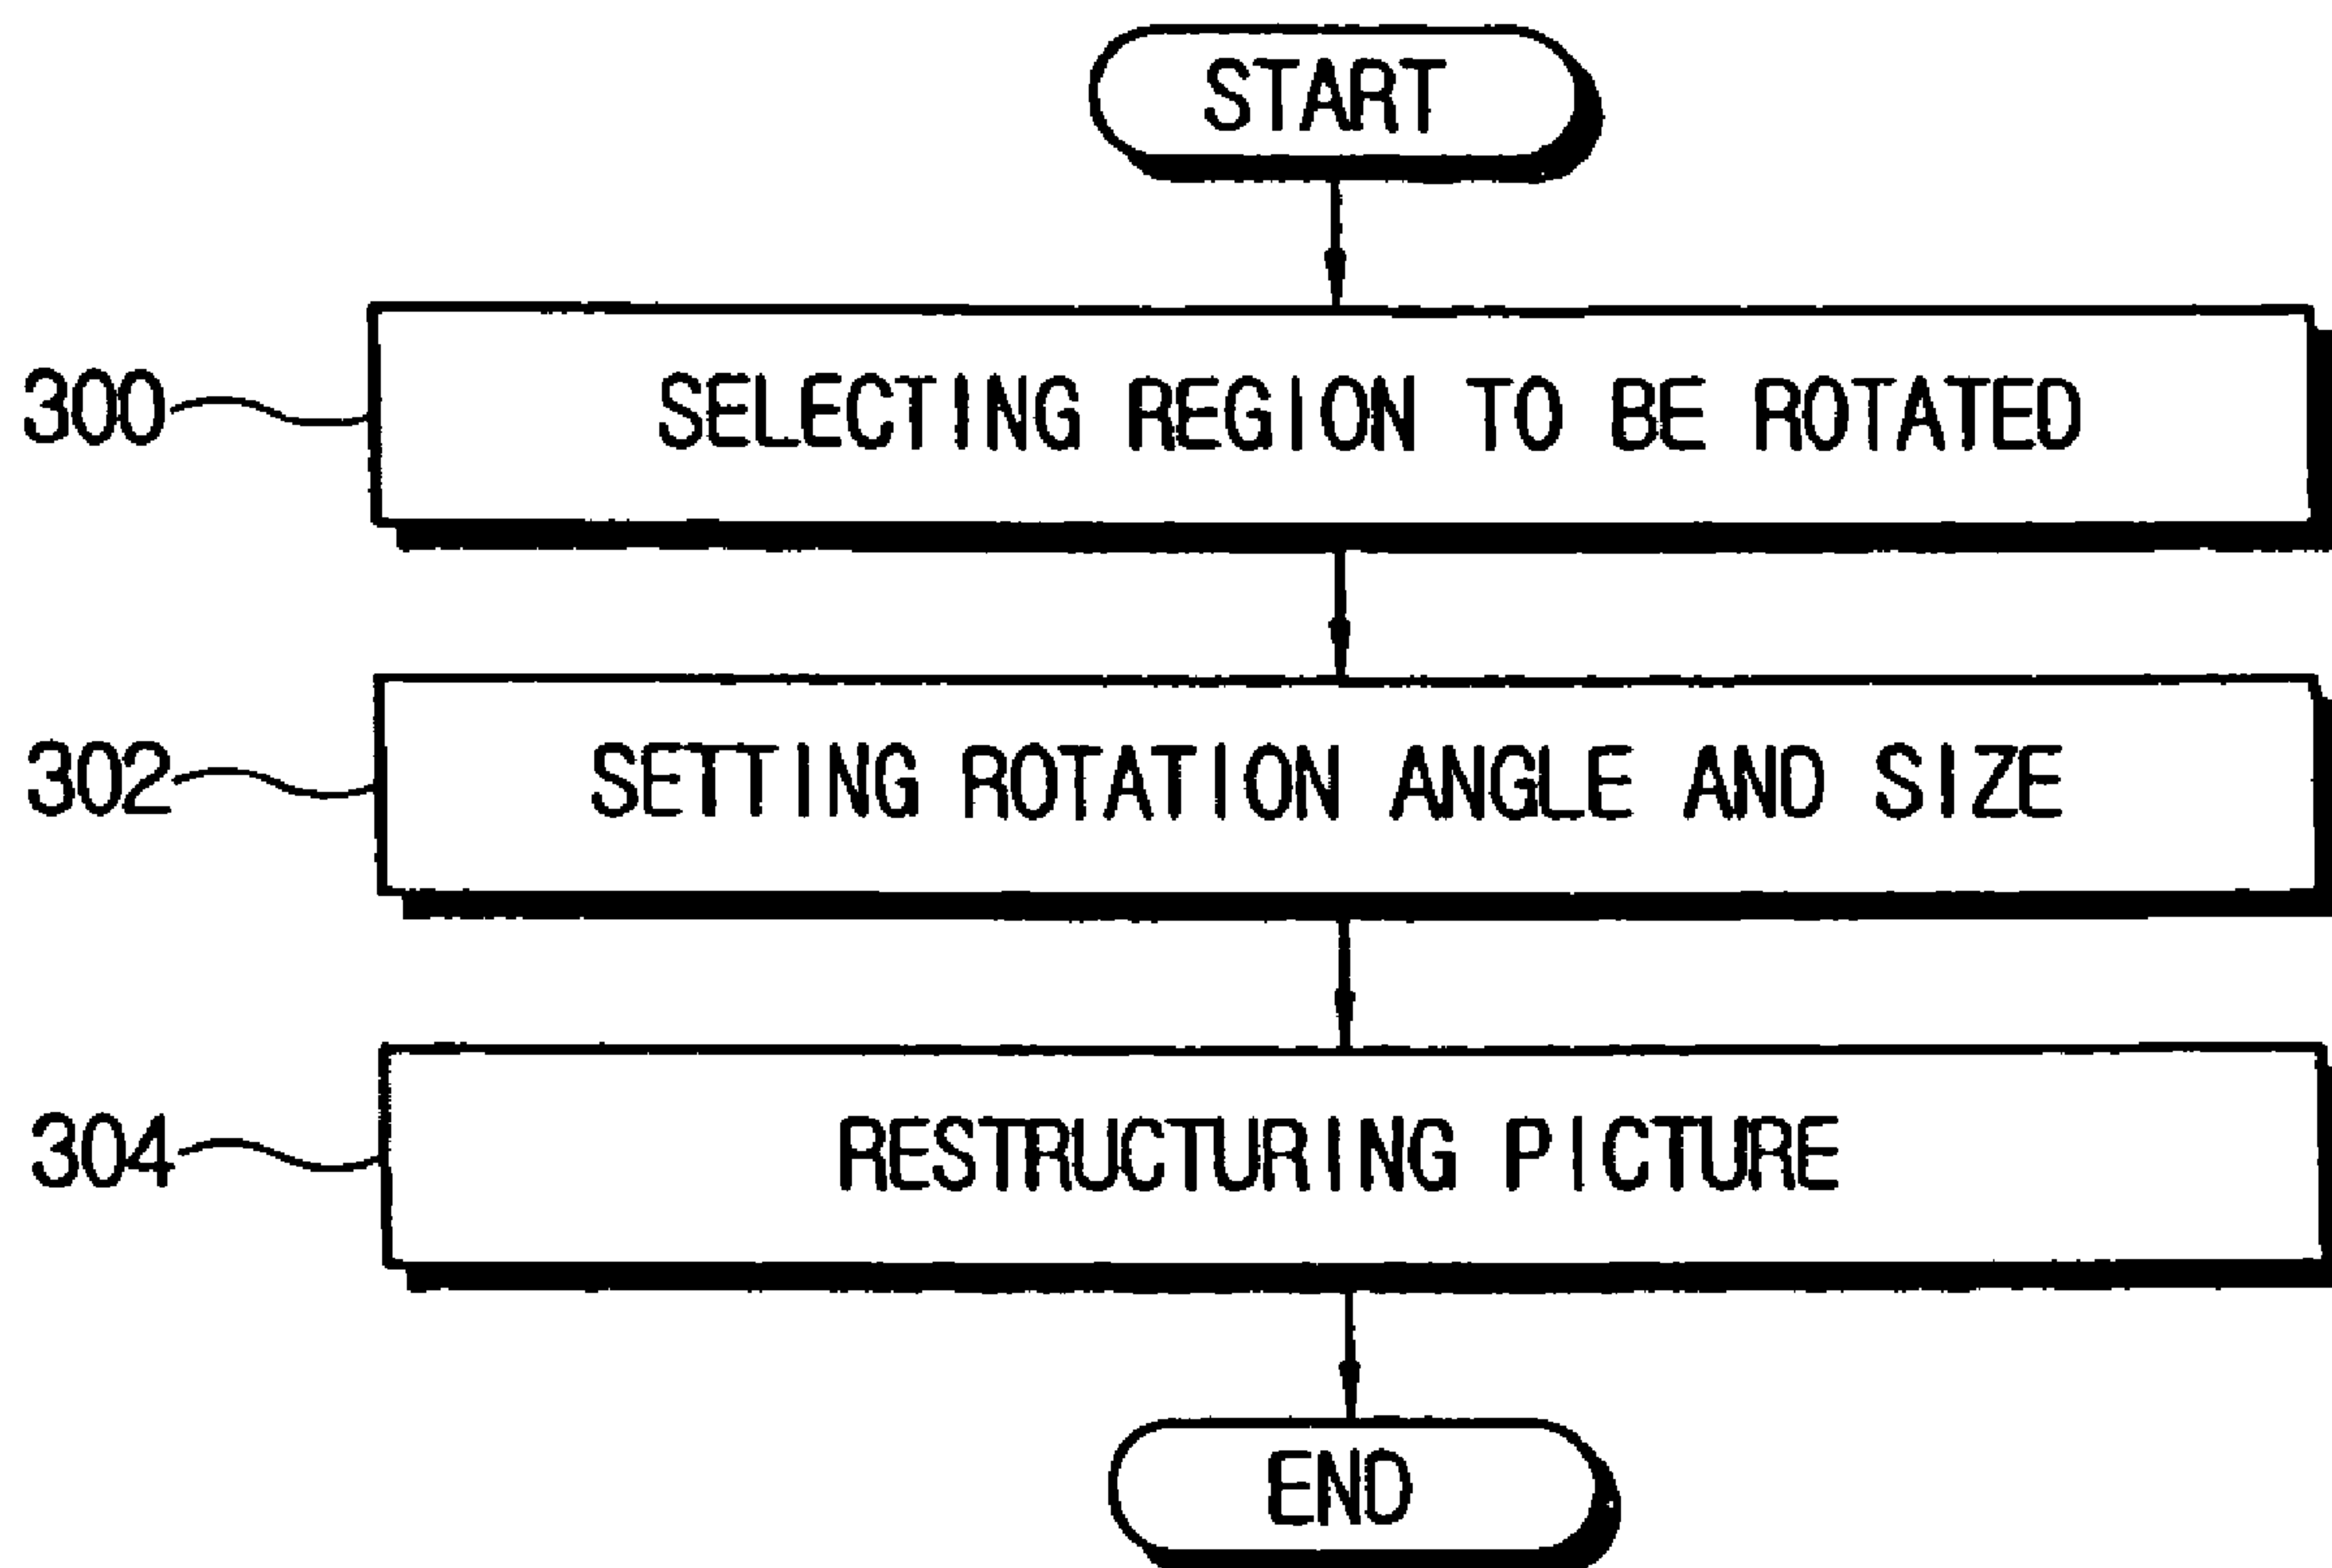 START
300 SELECTING REGION TO BE ROTATED
302 SETTING ROTATION ANGLE AND SIZE
304 RESTRUCTURING PICTURE
END